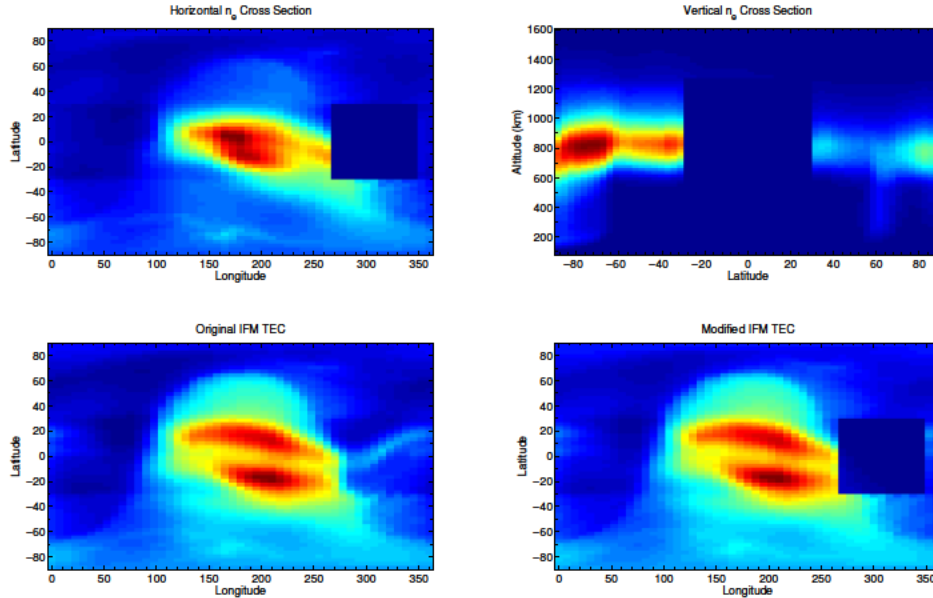 Horizontal nₑ Cross Section
Vertical nₑ Cross Section
Latitude
80
60
40
20
0
−20
−40
−60
−80
0 50 100 150 200 250 300 350
Longitude
Altitude (km)
1600
1400
1200
1000
800
600
400
200
−80 −60 −40 −20 0 20 40 60 80
Latitude
Original IFM TEC
Modified IFM TEC
Latitude
80
60
40
20
0
−20
−40
−60
−80
0 50 100 150 200 250 300 350
Longitude
Latitude
80
60
40
20
0
−20
−40
−60
−80
0 50 100 150 200 250 300 350
Longitude